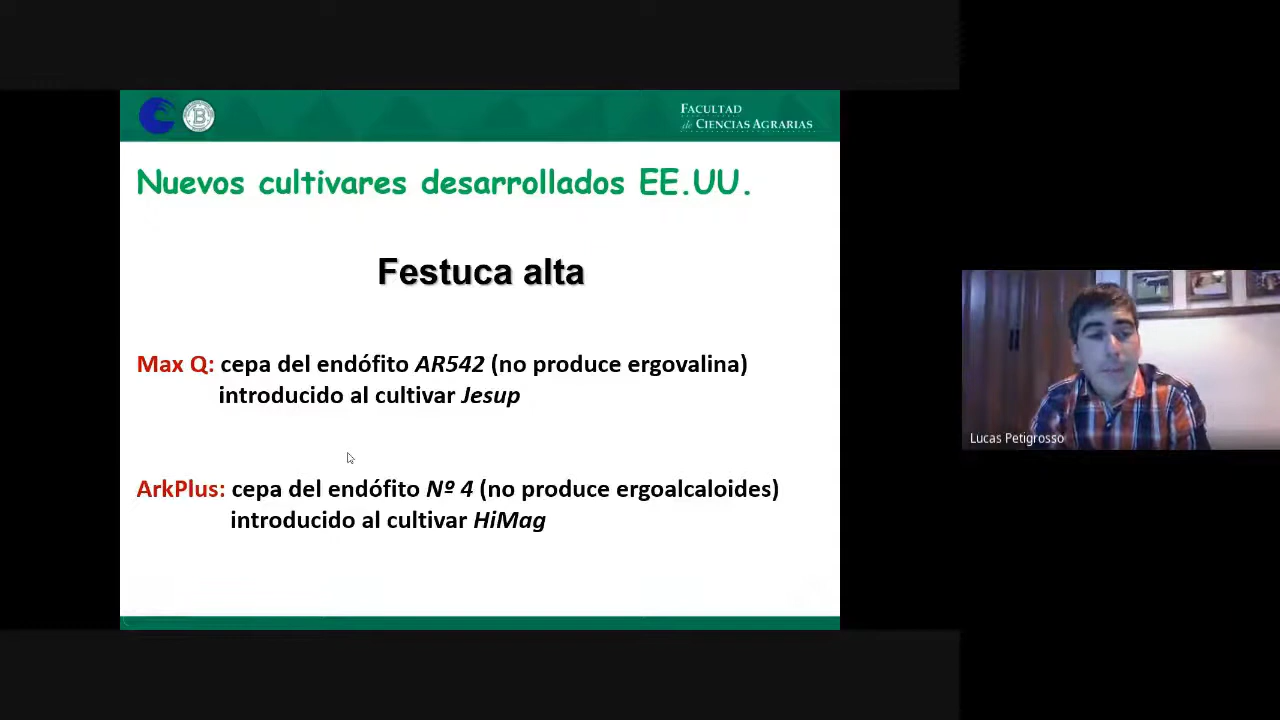 FACULTAD
de CIENCIAS AGRARIAS
Nuevos cultivares desarrollados EE.UU.
Festuca alta
Max Q: cepa del endófito AR542 (no produce ergovalina)
introducido al cultivar Jesup
ArkPlus: cepa del endófito Nº 4 (no produce ergoalcaloides)
introducido al cultivar HiMag
Lucas Petigrosso